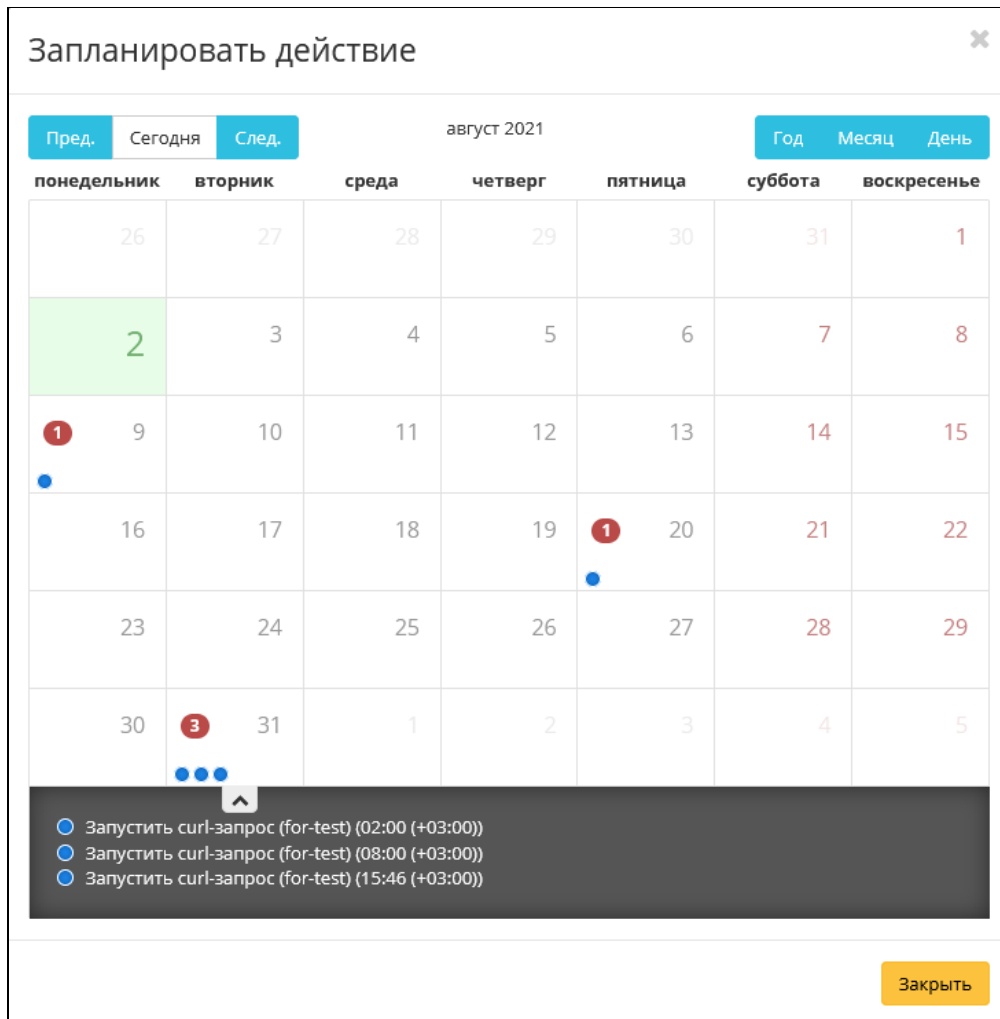 Запланировать действие
Пред. Сегодня След. август 2021 Год Месяц День
понедельник вторник среда четверг пятница суббота воскресенье
26 27 28 29 30 31 1
2 3 4 5 6 7 8
1 9 10 11 12 13 14 15
16 17 18 19 1 20 21 22
23 24 25 26 27 28 29
30 3 31 1 2 3 4 5
Запустить curl-запрос (for-test) (02:00 (+03:00))
Запустить curl-запрос (for-test) (08:00 (+03:00))
Запустить curl-запрос (for-test) (15:46 (+03:00))
Закрыть